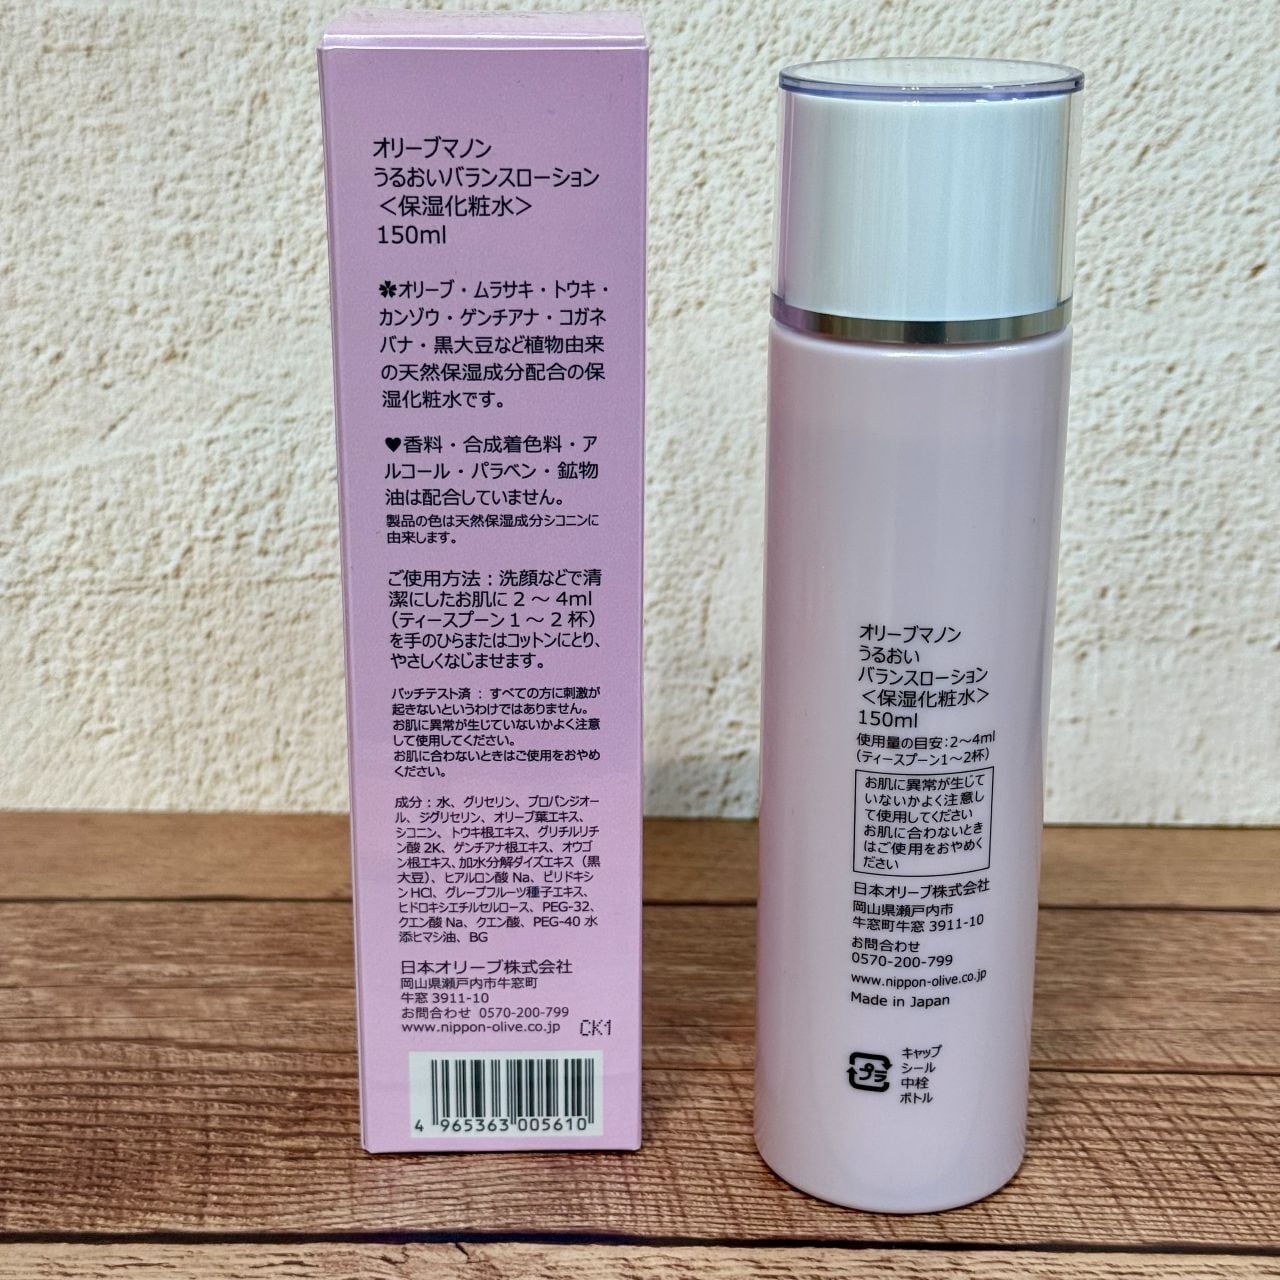 オリーブマノン
うるおいバランスローション
＜保湿化粧水＞
150ml
✽オリーブ・ムラサキ・トウキ・
カンゾウ・ゲンチアナ・コガネ
バナ・黒大豆など植物由来
の天然保湿成分配合の保
湿化粧水です。
♥香料・合成着色料・ア
ルコール・パラベン・鉱物
油は配合していません。
製品の色は天然保湿成分シコニンに
由来します。
ご使用方法：洗顔などで清
潔にしたお肌に2～4ml
（ティースプーン1～2杯）
を手のひらまたはコットンにとり、
やさしくなじませます。
パッチテスト済：すべての方に刺激が
起きないというわけではありません。
お肌に異常が生じていないかよく注意
して使用してください。
お肌に合わないときはご使用をおやめ
ください。
成分：水、グリセリン、プロパンジオー
ル、ジグリセリン、オリーブ葉エキス、
シコニン、トウキ根エキス、グリチルリチ
ン酸2K、ゲンチアナ根エキス、オウゴ
ン根エキス、加水分解ダイズエキス（黒
大豆）、ヒアルロン酸Na、ピリドキシ
ンHCl、グレープフルーツ種子エキス、
ヒドロキシエチルセルロース、PEG-32、
クエン酸Na、クエン酸、PEG-40水
添ヒマシ油、BG
日本オリーブ株式会社
岡山県瀬戸内市牛窓町
牛窓3911-10
お問合わせ 0570-200-799
www.nippon-olive.co.jp CK1
4 965363 005610
オリーブマノン
うるおい
バランスローション
＜保湿化粧水＞
150ml
使用量の目安：2～4ml
（ティースプーン1～2杯）
お肌に異常が生じて
いないかよく注意し
て使用してください
お肌に合わないとき
はご使用をおやめく
ださい
日本オリーブ株式会社
岡山県瀬戸内市
牛窓町牛窓3911-10
お問合わせ
0570-200-799
www.nippon-olive.co.jp
Made in Japan
プラ
キャップ
シール
中栓
ボトル